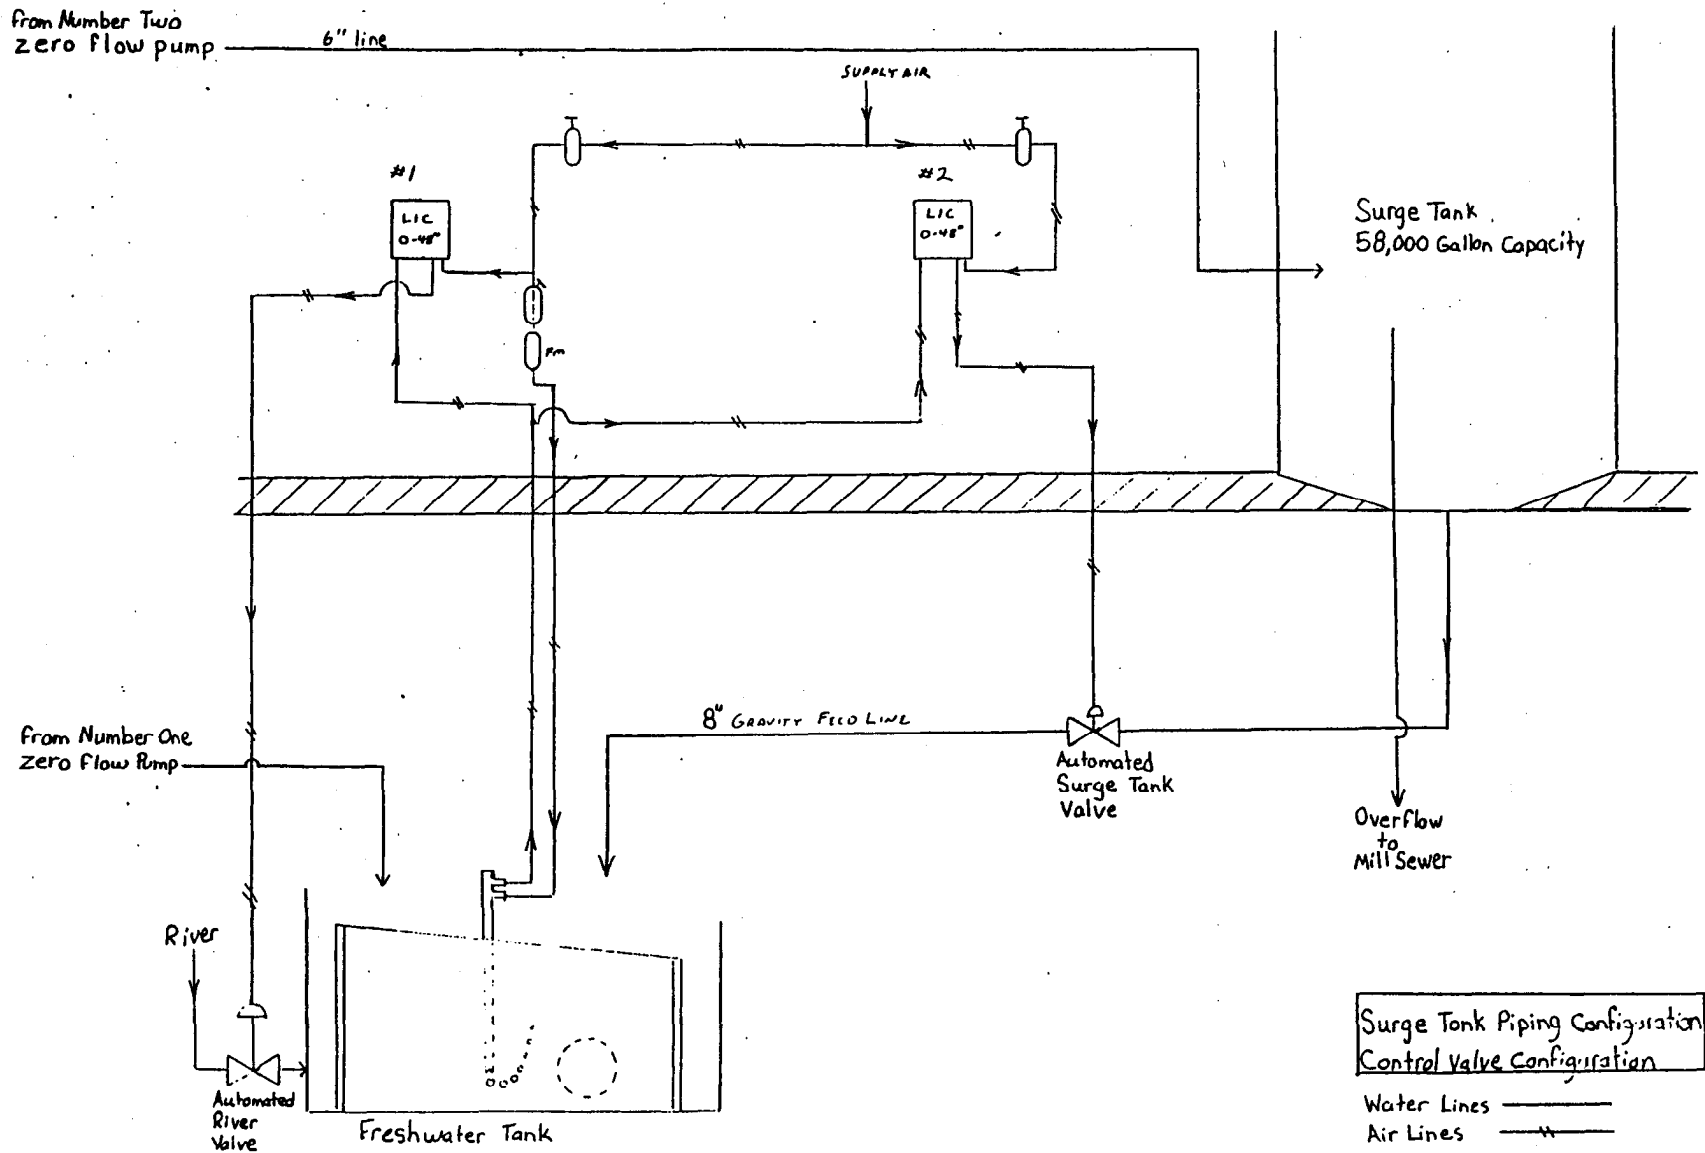 from Number Two
zero flow pump
6" line
SUPPLY AIR
#1
#2
LIC
0-48"
LIC
0-48"
Surge Tank
58,000 Gallon Capacity
Fm
8" GRAVITY FEED LINE
from Number One
zero flow Pump
Automated
Surge Tank
Valve
Overflow
to
Mill Sewer
River
Automated
River
Valve
Freshwater Tank
Surge Tank Piping Configuration
Control Valve Configuration
Water Lines
Air Lines